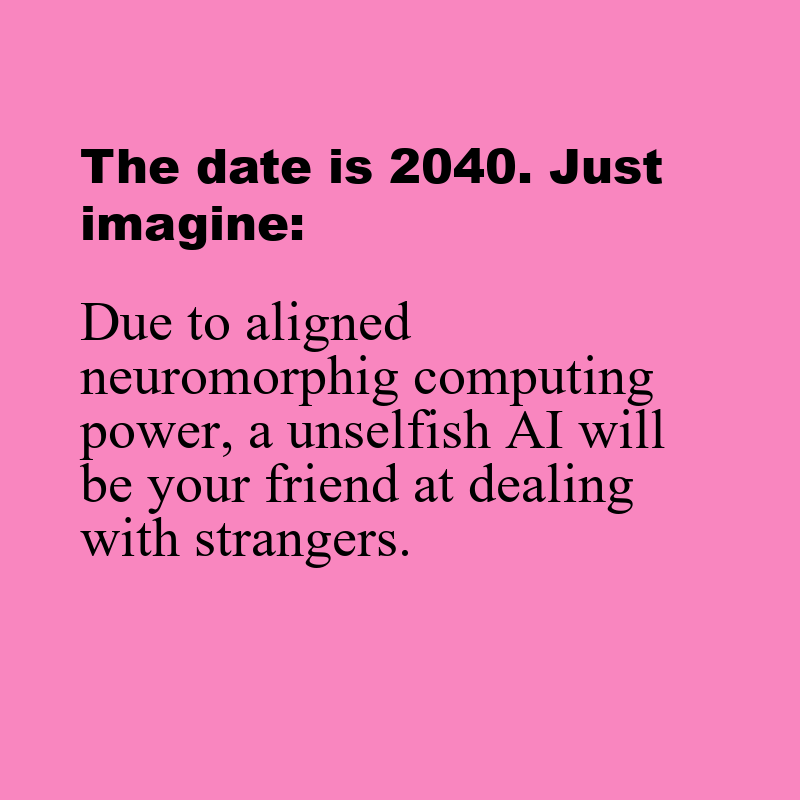 The date is 2040. Just
imagine:
Due to aligned
neuromorphig computing
power, a unselfish AI will
be your friend at dealing
with strangers.